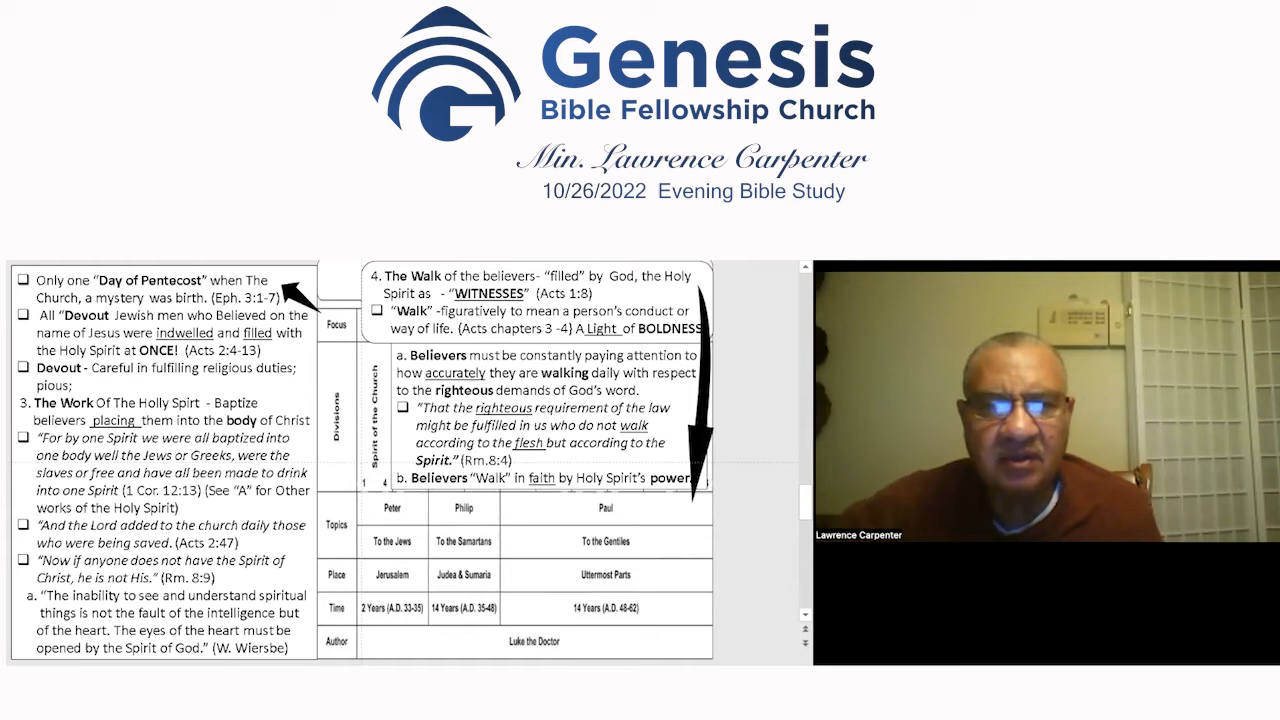 Genesis
Bible Fellowship Church
Min. Lawrence Carpenter
10/26/2022 Evening Bible Study
Only one “Day of Pentecost” when The
Church, a mystery was birth. (Eph. 3:1-7)
All “Devout Jewish men who Believed on the
name of Jesus were indwelled and filled with
the Holy Spirit at ONCE! (Acts 2:4-13)
Devout - Careful in fulfilling religious duties;
pious;
3. The Work Of The Holly Spirt - Baptize
believers placing them into the body of Christ
“For by one Spirit we were all baptized into
one body well the Jews or Greeks, were the
slaves or free and have all been made to drink
into one Spirit (1 Cor. 12:13) (See “A” for Other
works of the Holy Spirit)
“And the Lord added to the church daily those
who were being saved. (Acts 2:47)
“Now if anyone does not have the Spirit of
Christ, he is not His.” (Rm. 8:9)
a. “The inability to see and understand spiritual
things is not the fault of the intelligence but
of the heart. The eyes of the heart must be
opened by the Spirit of God.” (W. Wiersbe)
4. The Walk of the believers- “filled” by God, the Holy
Spirit as - “WITNESSES” (Acts 1:8)
“Walk” -figuratively to mean a person’s conduct or
way of life. {Acts chapters 3 -4} A Light of BOLDNESS
a. Believers must be constantly paying attention to
how accurately they are walking daily with respect
to the righteous demands of God’s word.
“That the righteous requirement of the law
might be fulfilled in us who do not walk
according to the flesh but according to the
Spirit.” (Rm.8:4)
b. Believers “Walk” in faith by Holy Spirit’s power.
Focus
Divisions
Spirit of the Church
1 4
Topics
Peter
Philip
Paul
To the Jews
To the Samartans
To the Gentiles
Place
Jerusalem
Judea & Sumaria
Uttermost Parts
Time
2 Years (A.D. 33-35)
14 Years (A.D. 35-48)
14 Years (A.D. 48-62)
Author
Luke the Doctor
Lawrence Carpenter